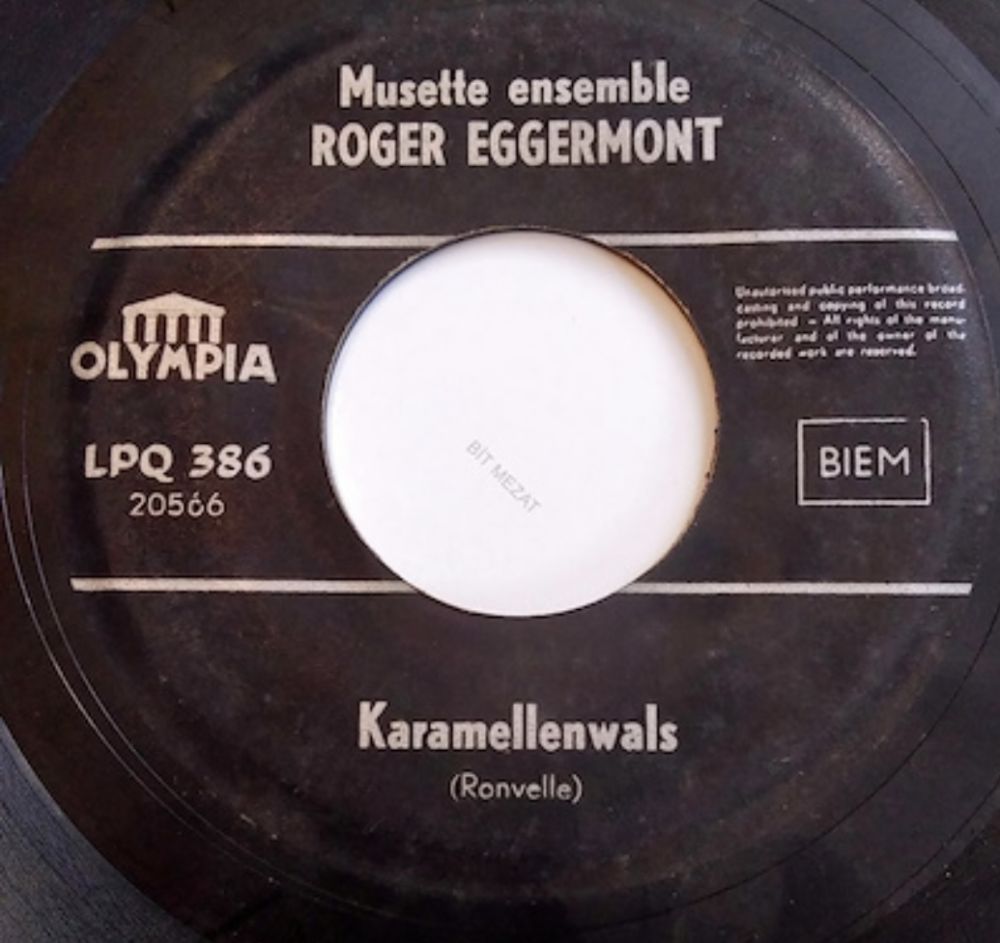 Musette ensemble
ROGER EGGERMONT
OLYMPIA
LPQ 386
20566
Unautorised public performance broad-
casting and copying of this record
prohibited – All rights of the manu-
facturer and of the owner of the
recorded work are reserved.
BIEM
BİT MEZAT
Karamellenwals
(Ronvelle)